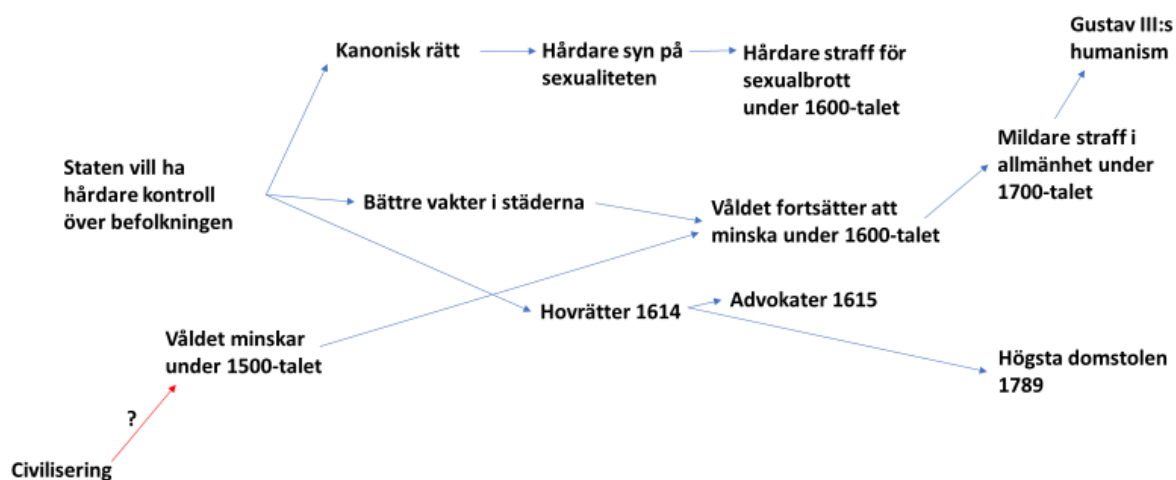 Gustav III:s
humanism
Kanonisk rätt
Hårdare syn på
sexualiteten
Hårdare straff för
sexualbrott
under 1600-talet
Mildare straff i
allmänhet under
1700-talet
Staten vill ha
hårdare kontroll
över befolkningen
Bättre vakter i städerna
Våldet fortsätter att
minska under 1600-talet
Hovrätter 1614
Advokater 1615
Våldet minskar
under 1500-talet
Högsta domstolen
1789
?
Civilisering